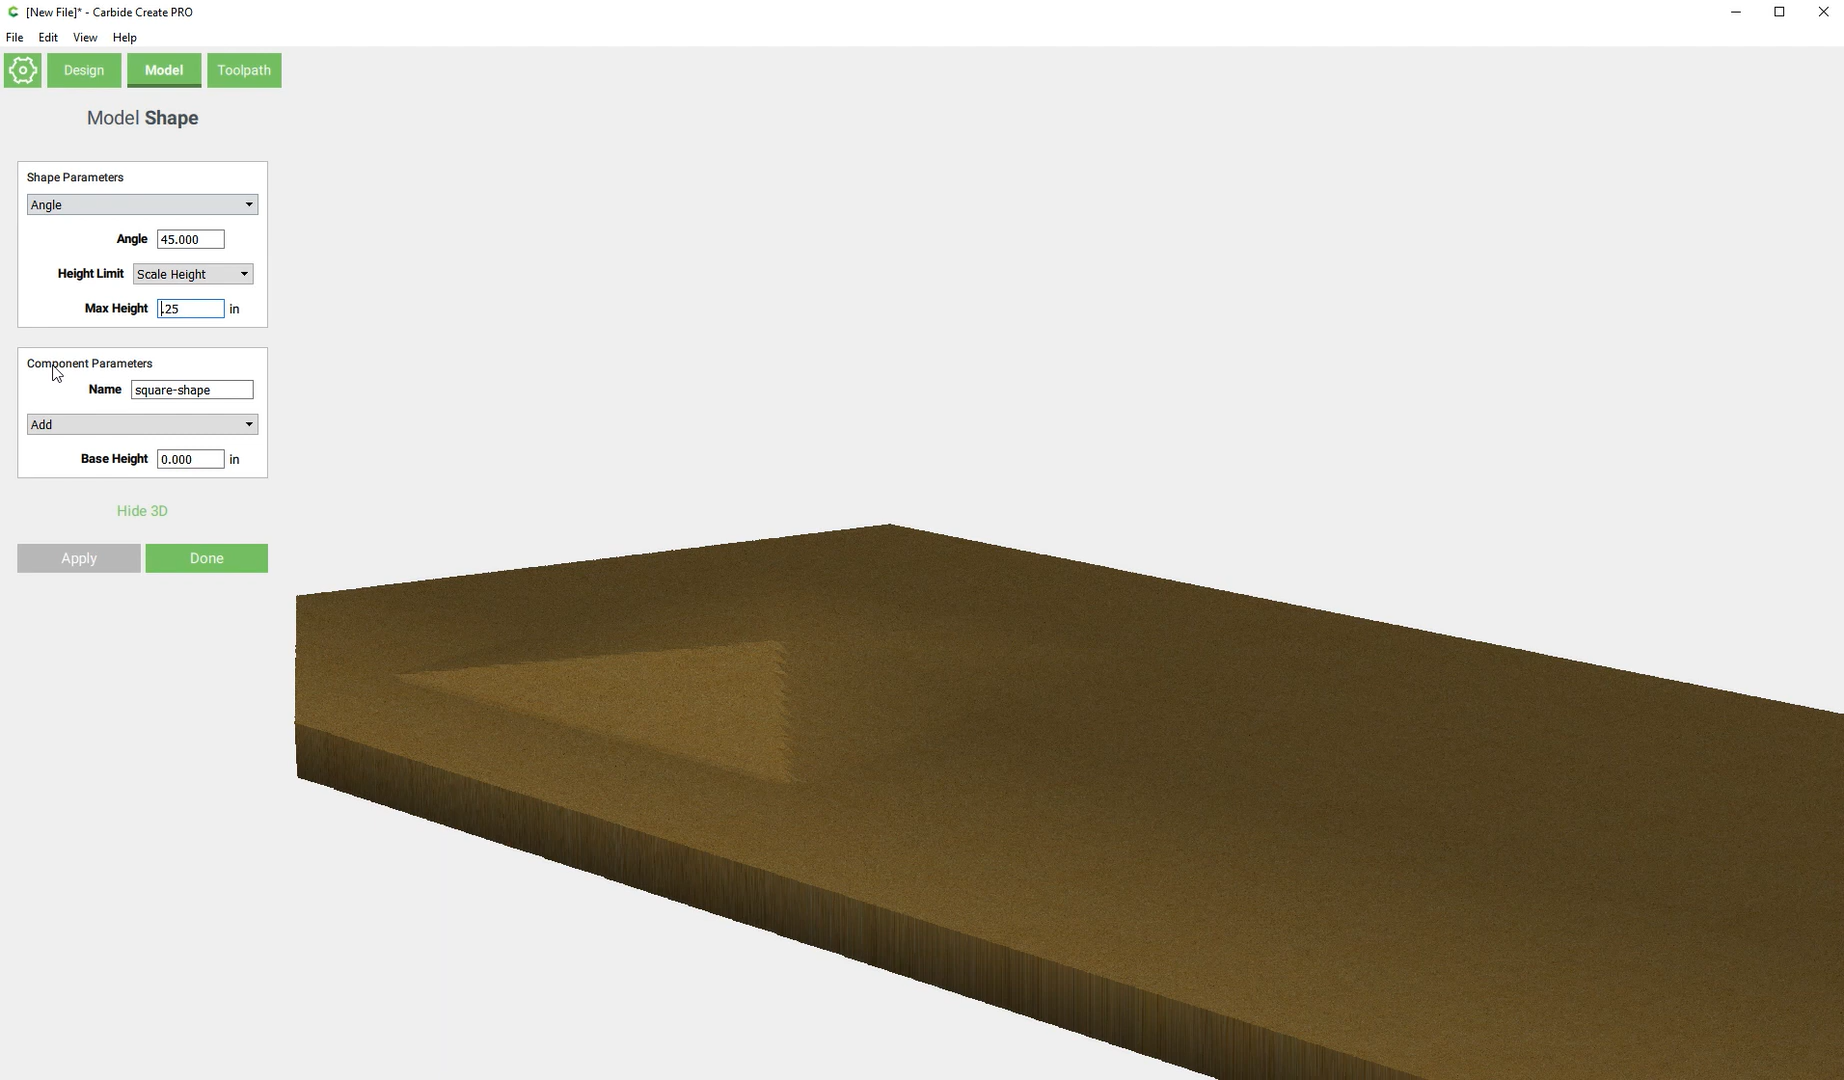 [New File]* - Carbide Create PRO
File Edit View Help
Design Model Toolpath
Model Shape
Shape Parameters
Angle
Angle 45.000
Height Limit Scale Height
Max Height .25 in
Component Parameters
Name square-shape
Add
Base Height 0.000 in
Hide 3D
Apply Done